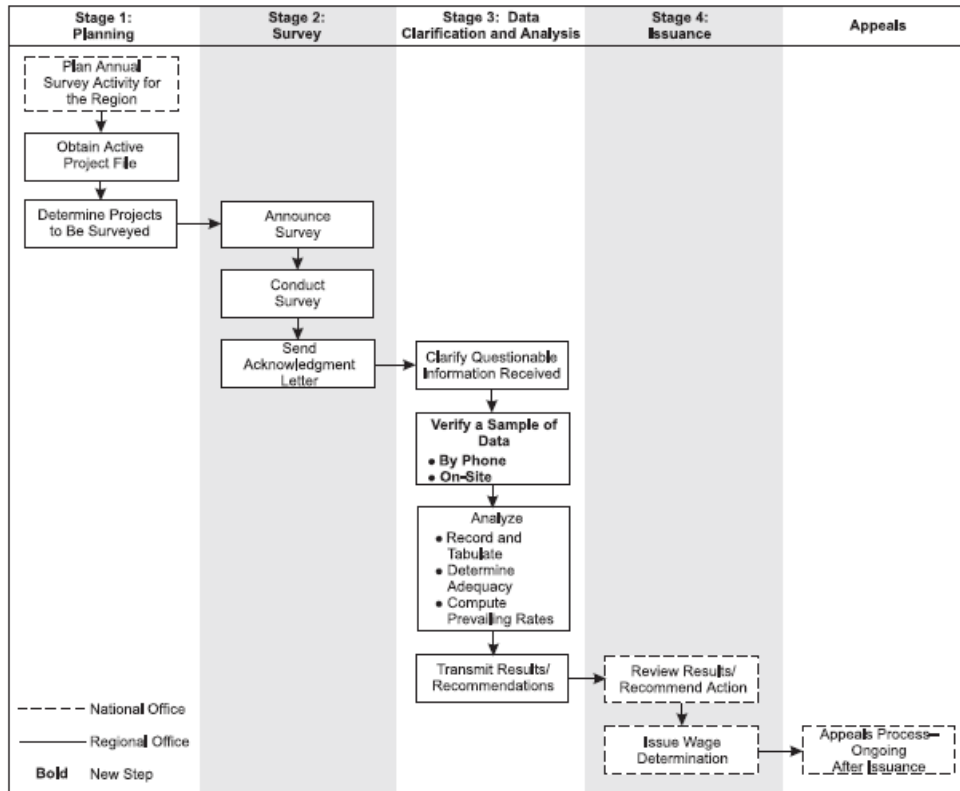 Stage 1:
Planning
Stage 2:
Survey
Stage 3: Data
Clarification and Analysis
Stage 4:
Issuance
Appeals
Plan Annual
Survey Activity for
the Region
Obtain Active
Project File
Determine Projects
to Be Surveyed
Announce
Survey
Conduct
Survey
Send
Acknowledgment
Letter
Clarify Questionable
Information Received
Verify a Sample of
Data
● By Phone
● On-Site
Analyze
● Record and
Tabulate
● Determine
Adequacy
● Compute
Prevailing Rates
Transmit Results/
Recommendations
Review Results/
Recommend Action
Issue Wage
Determination
Appeals Process–
Ongoing
After Issuance
National Office
Regional Office
Bold New Step